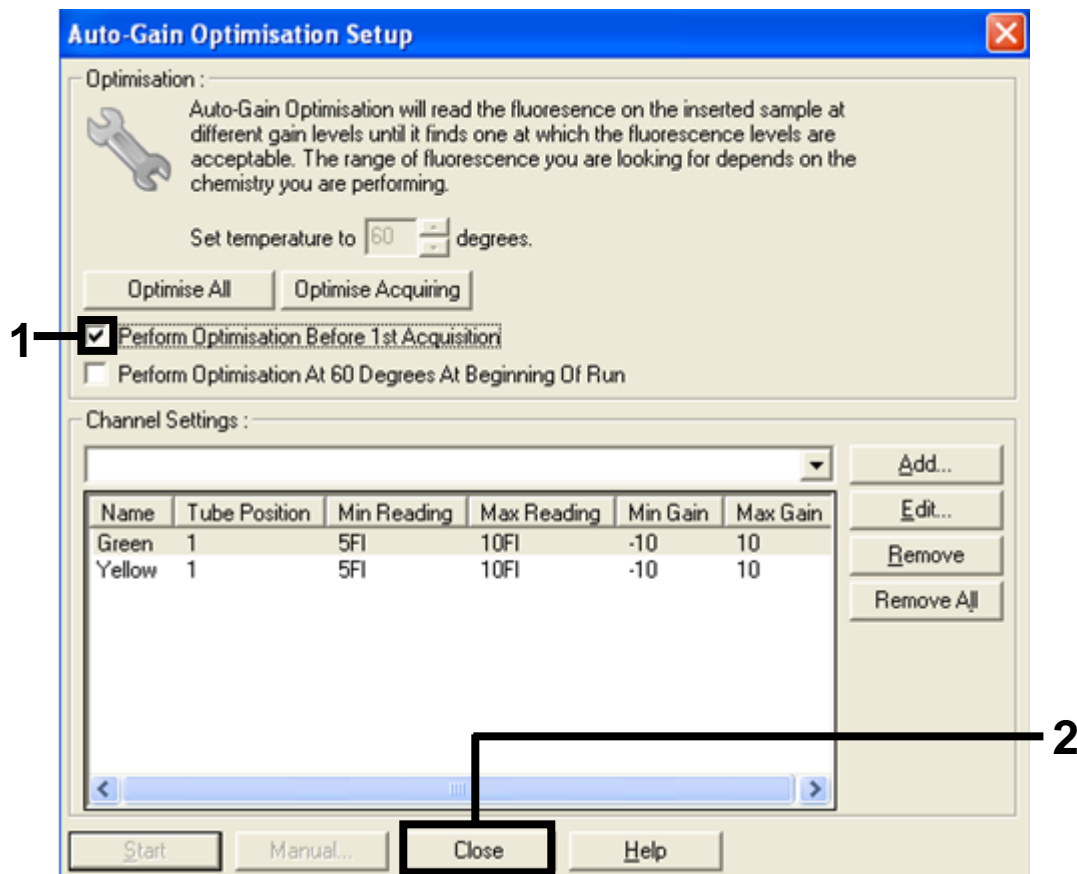 Auto-Gain Optimisation Setup
Optimisation :
Auto-Gain Optimisation will read the fluoresence on the inserted sample at
different gain levels until it finds one at which the fluorescence levels are
acceptable. The range of fluorescence you are looking for depends on the
chemistry you are performing.
Set temperature to 60 degrees.
Optimise All Optimise Acquiring
1 Perform Optimisation Before 1st Acquisition
Perform Optimisation At 60 Degrees At Beginning Of Run
Channel Settings :
Add...
Name Tube Position Min Reading Max Reading Min Gain Max Gain Edit...
Green 1 5Fl 10Fl -10 10
Yellow 1 5Fl 10Fl -10 10
Remove
Remove All
2
Start Manual... Close Help